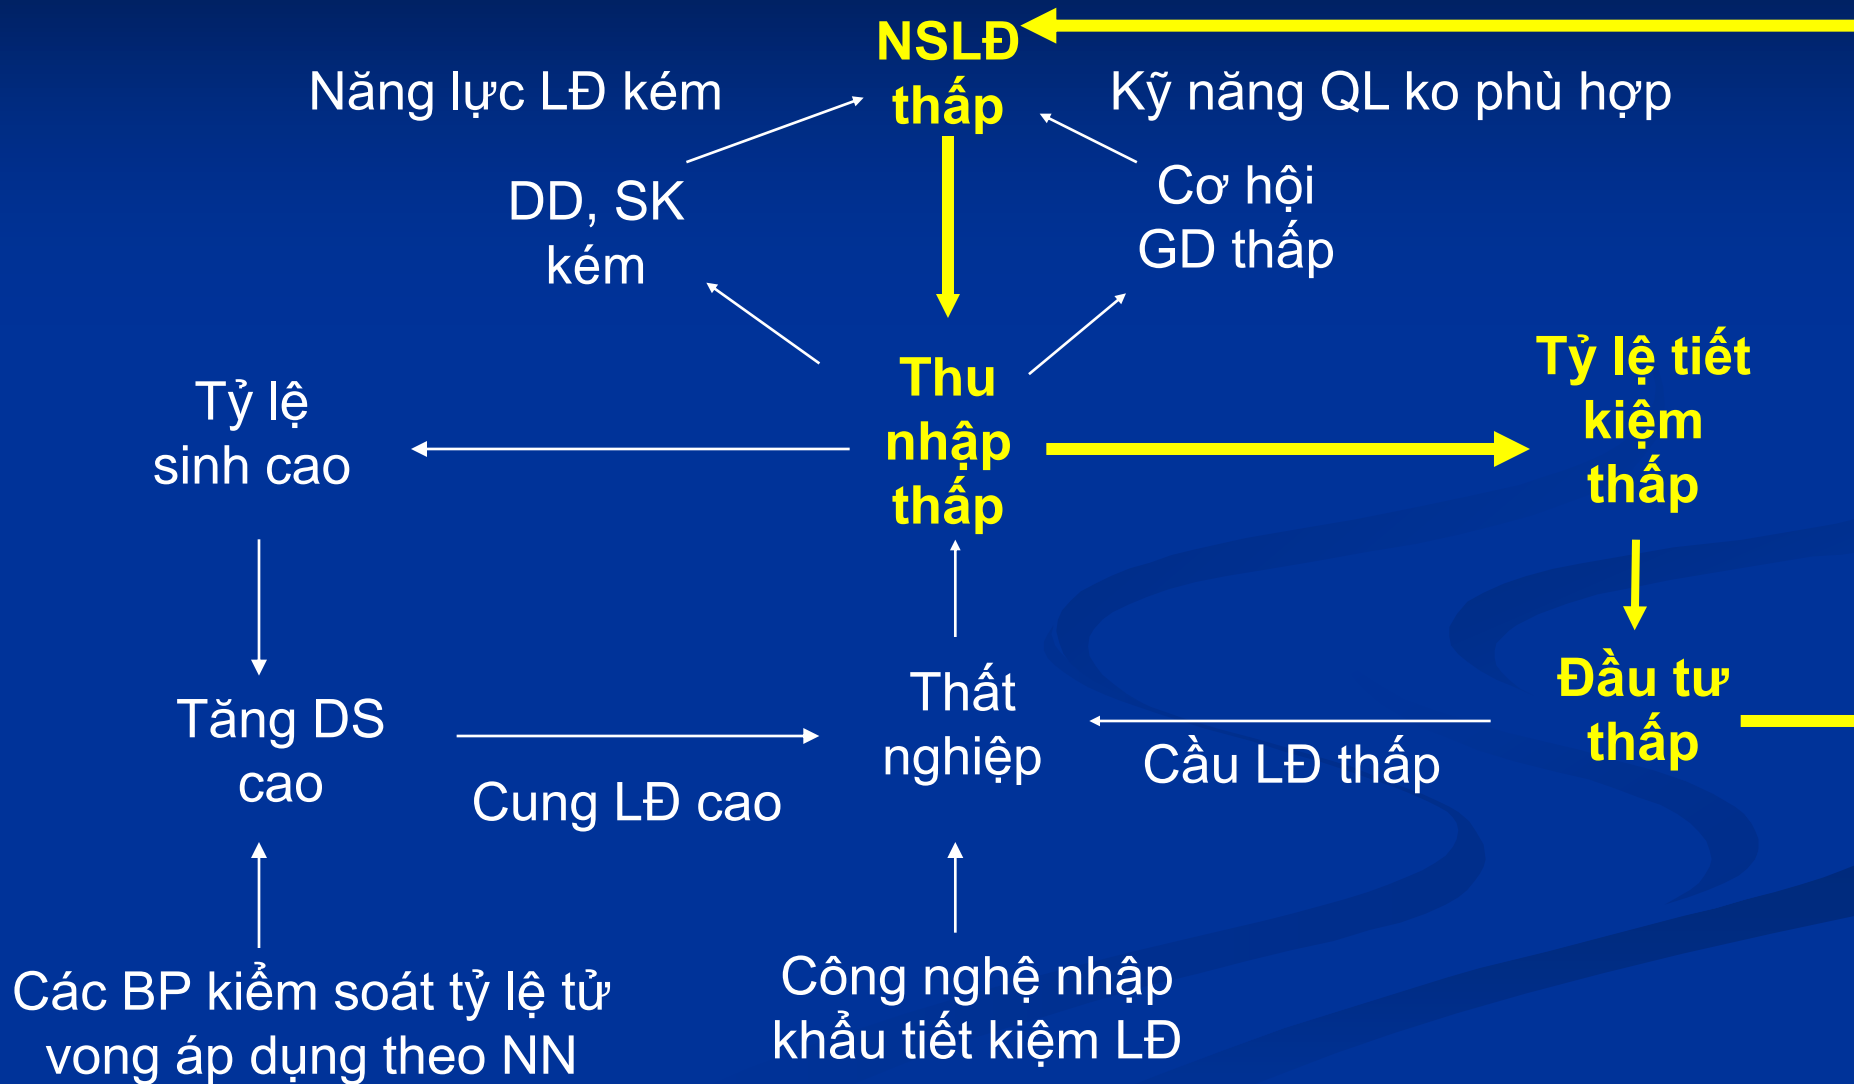 NSLĐ
thấp
Năng lực LĐ kém
Kỹ năng QL ko phù hợp
DD, SK
kém
Cơ hội
GD thấp
Tỷ lệ
sinh cao
Thu
nhập
thấp
Tỷ lệ tiết
kiệm
thấp
Tăng DS
cao
Cung LĐ cao
Thất
nghiệp
Cầu LĐ thấp
Đầu tư
thấp
Các BP kiểm soát tỷ lệ tử
vong áp dụng theo NN
Công nghệ nhập
khẩu tiết kiệm LĐ